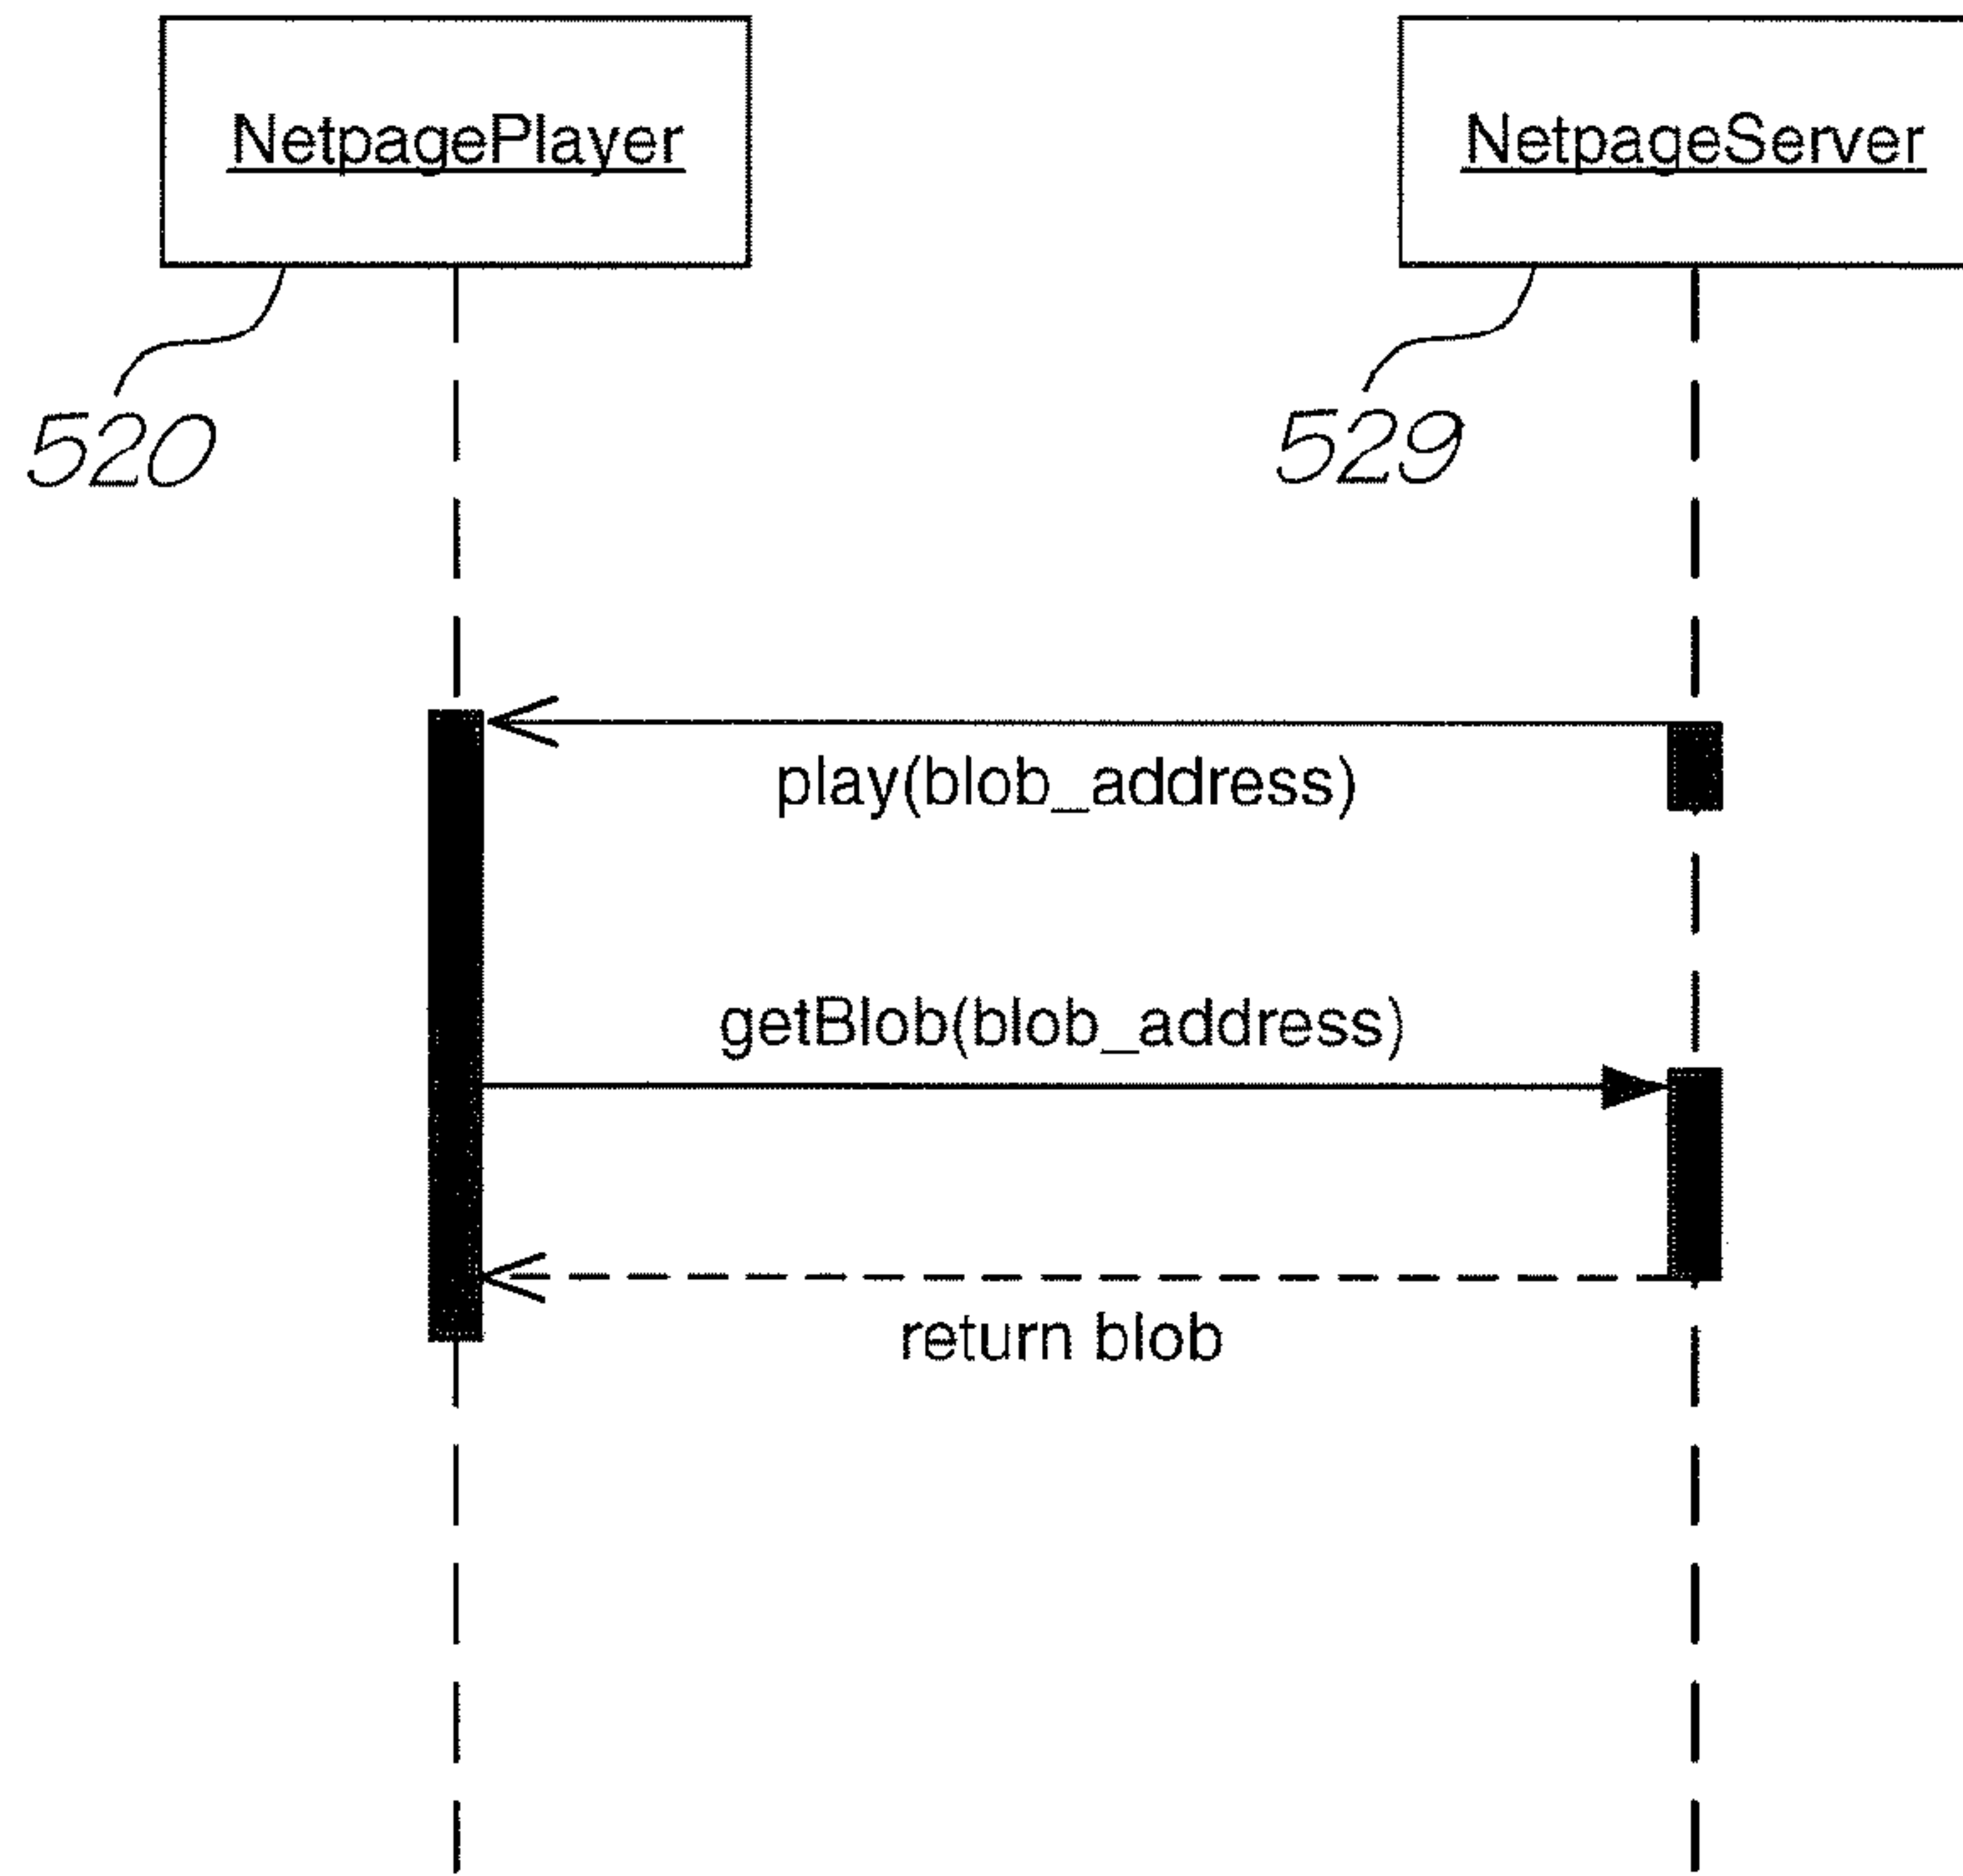 NetpagePlayer
NetpageServer
520
529
play(blob_address)
getBlob(blob_address)
return blob